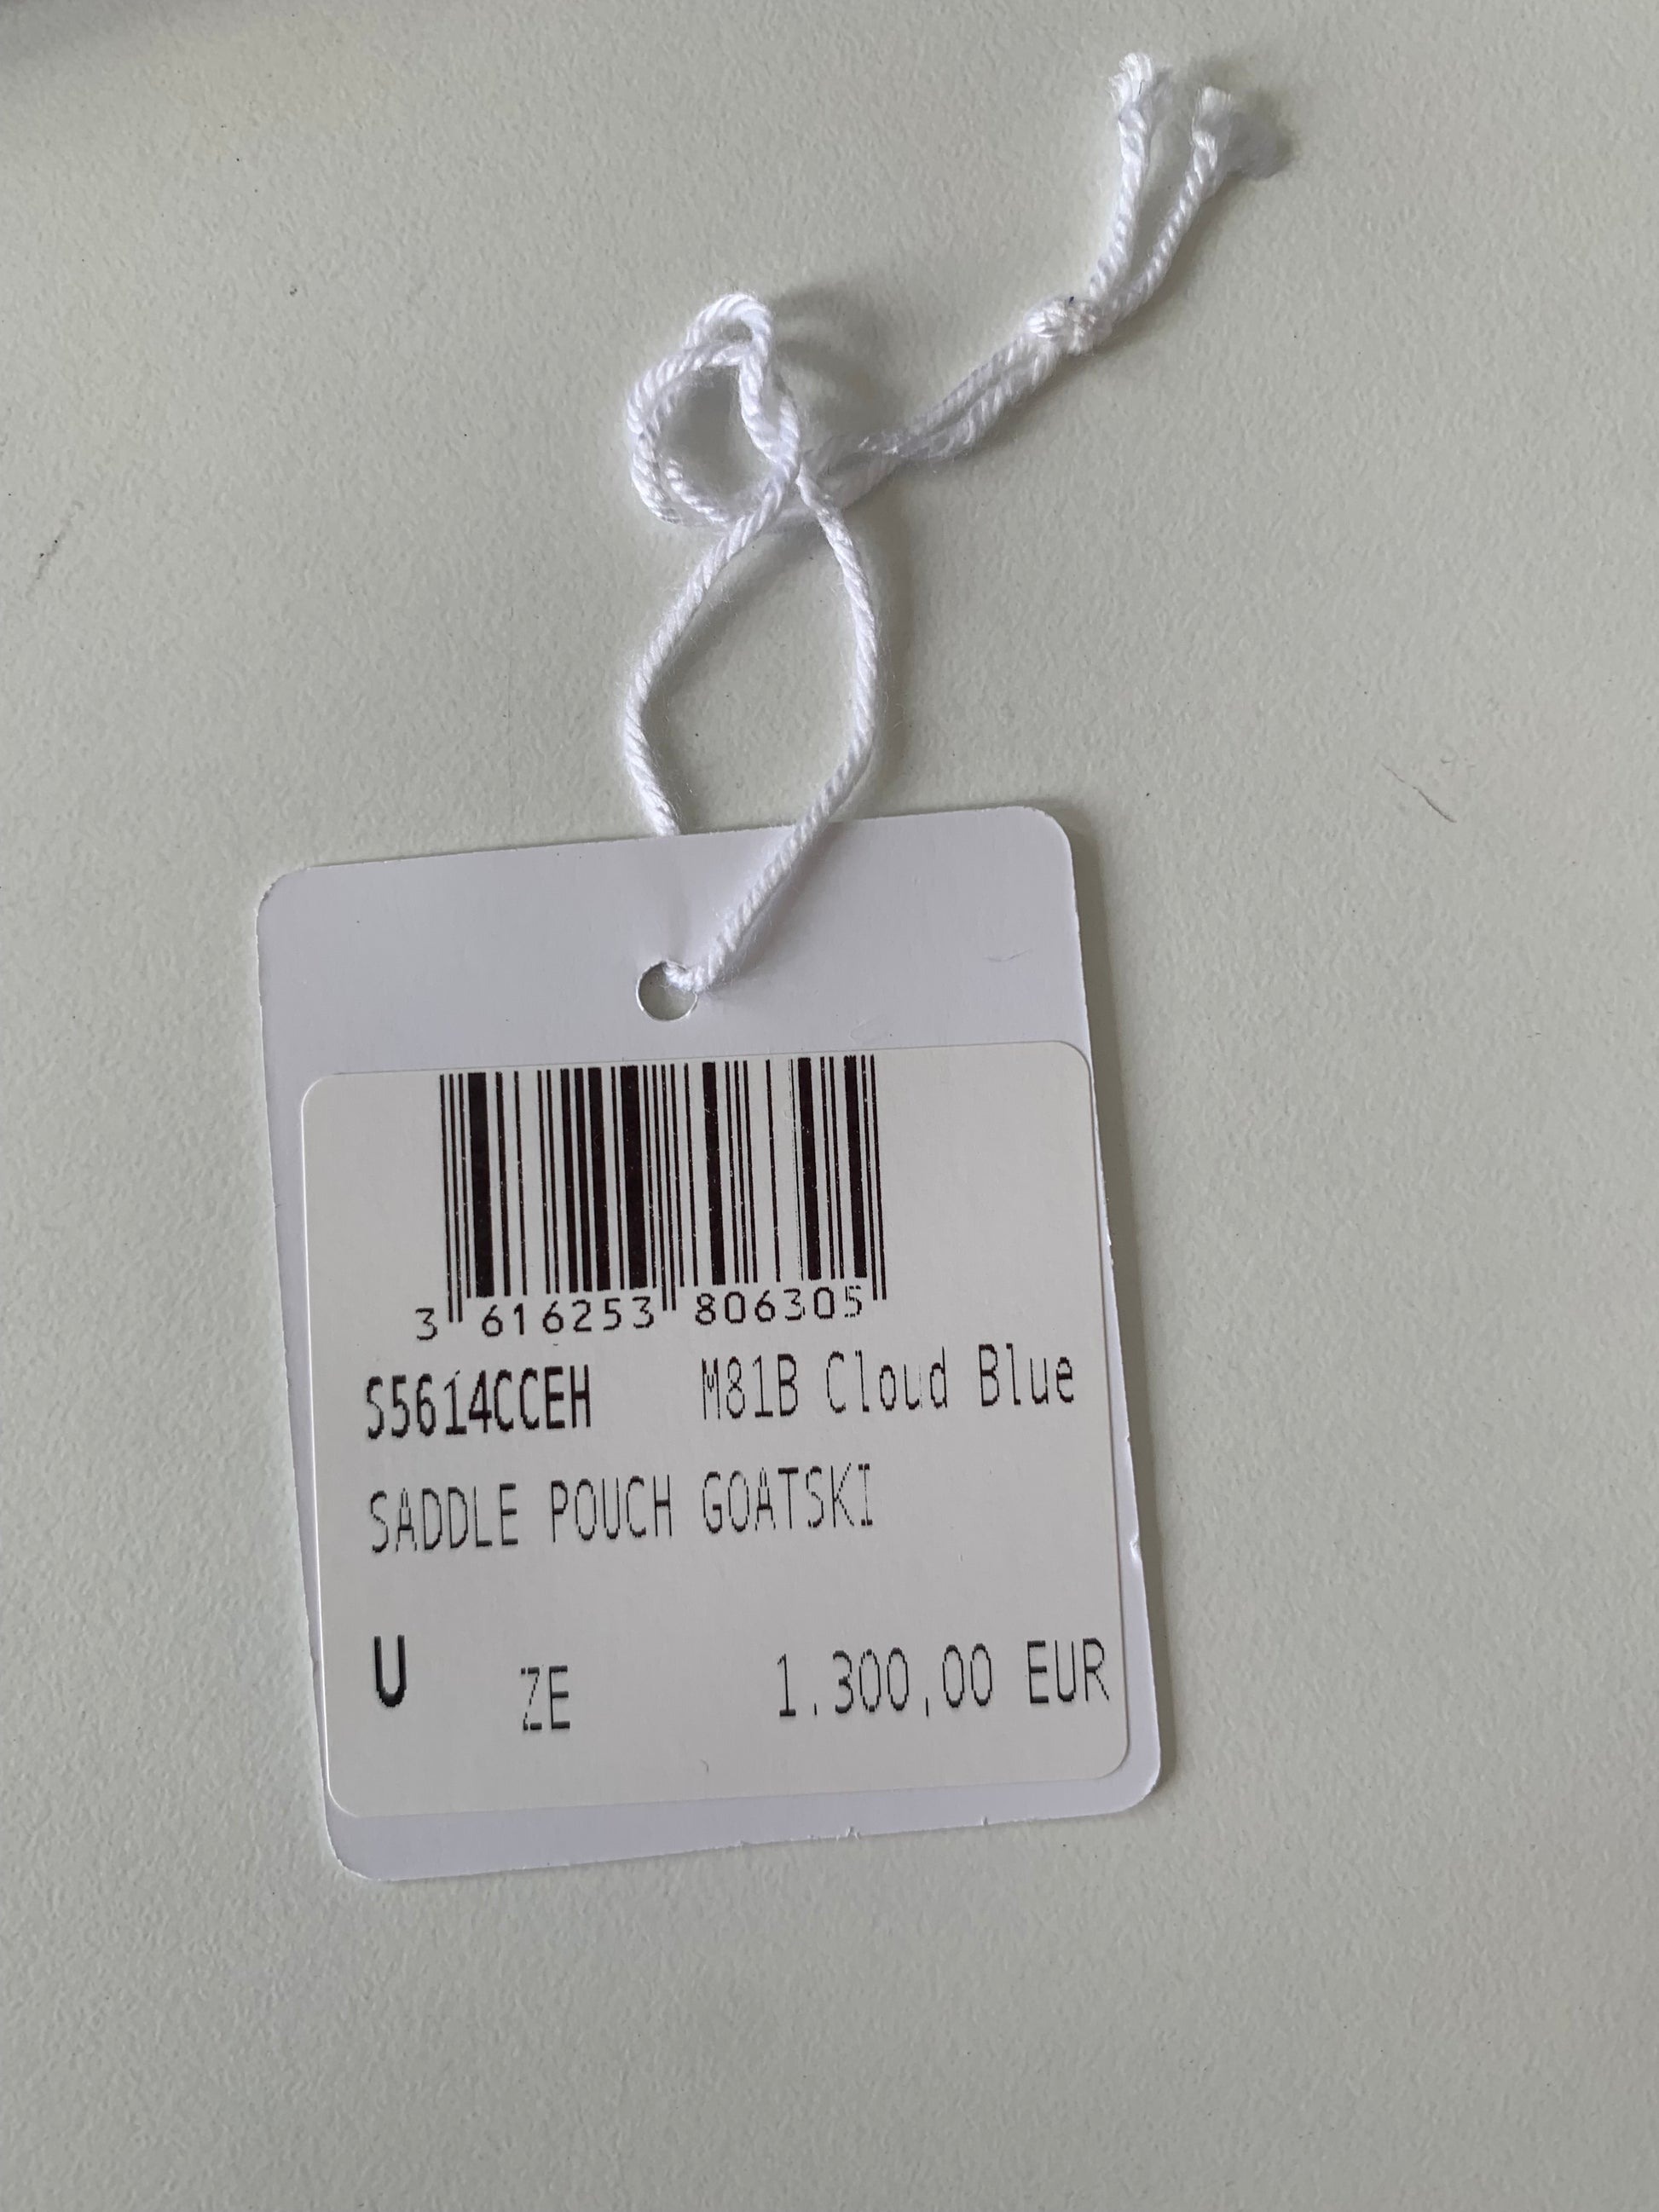 3 616253 806305
S5614CCEH M81B Cloud Blue
SADDLE POUCH GOATSKI
U ZE 1.300,00 EUR